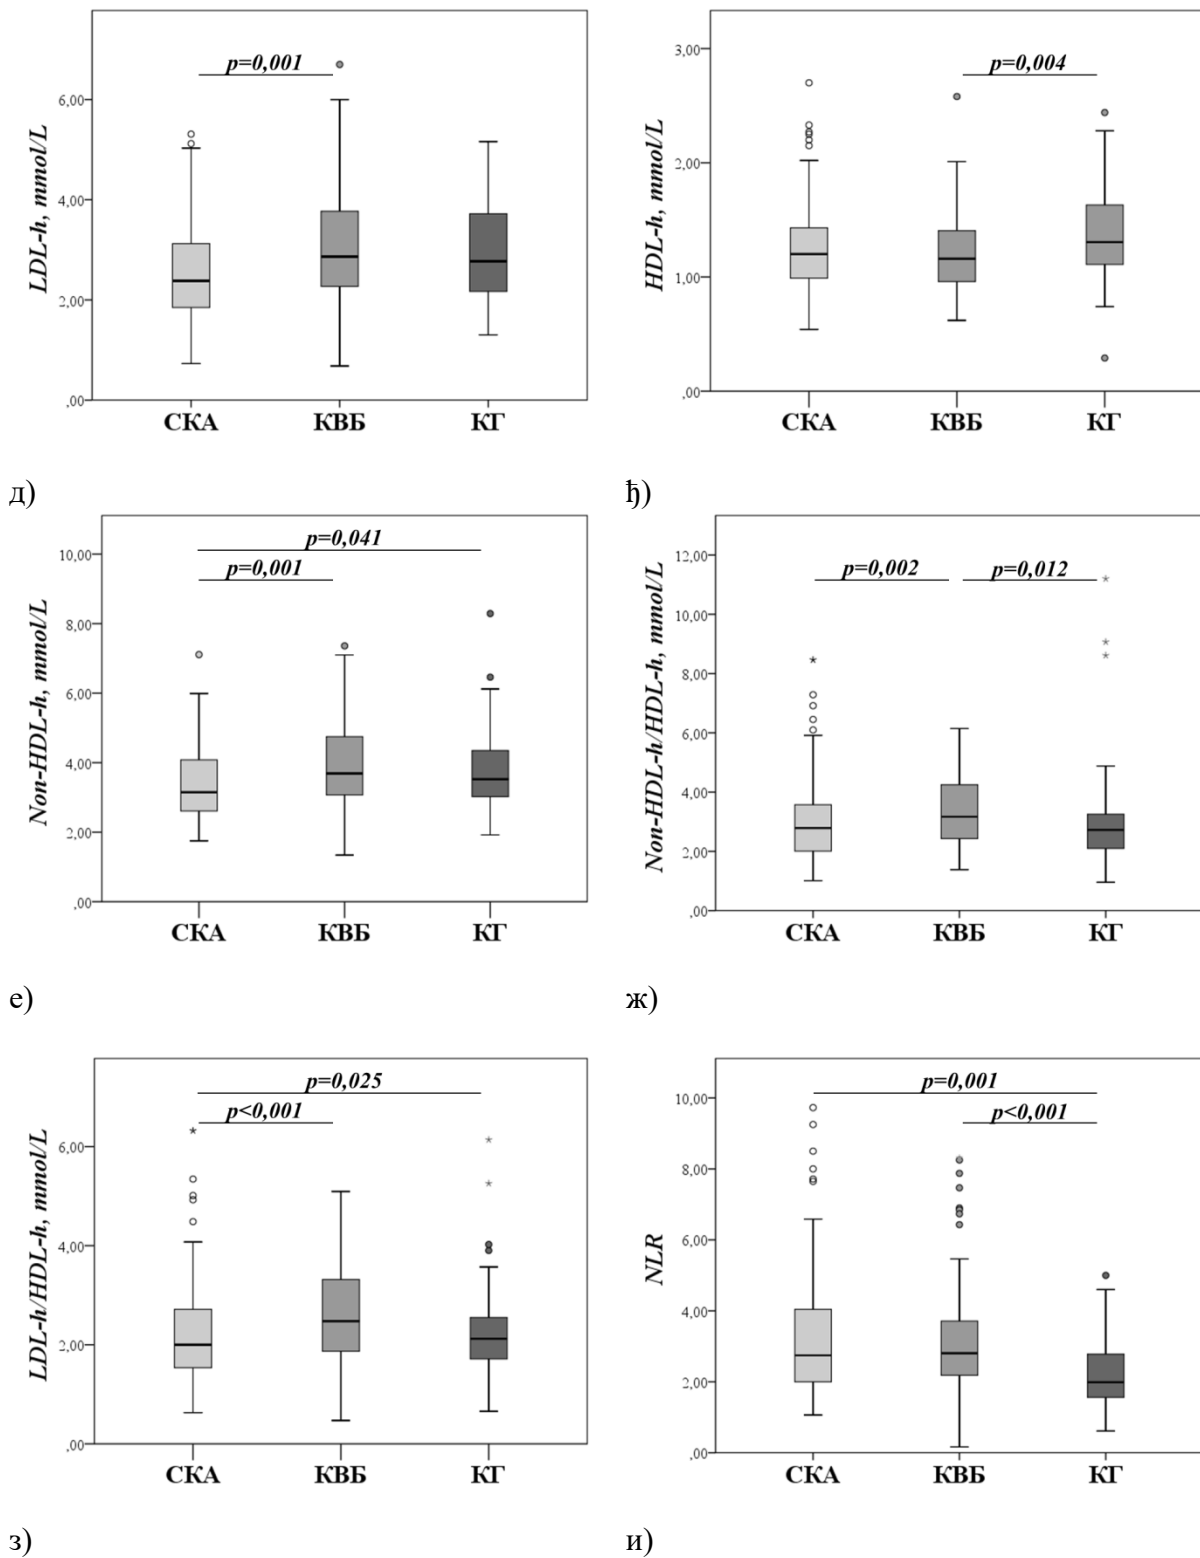 p=0,001
LDL-h, mmol/L
6,00
4,00
2,00
,00
СКА КВБ КГ
д)
p=0,004
HDL-h, mmol/L
3,00
2,00
1,00
,00
СКА КВБ КГ
ђ)
p=0,041
p=0,001
Non-HDL-h, mmol/L
10,00
8,00
6,00
4,00
2,00
,00
СКА КВБ КГ
е)
p=0,002 p=0,012
Non-HDL-h/HDL-h, mmol/L
12,00
10,00
8,00
6,00
4,00
2,00
,00
СКА КВБ КГ
ж)
p=0,025
p<0,001
LDL-h/HDL-h, mmol/L
6,00
4,00
2,00
,00
СКА КВБ КГ
з)
p=0,001
p<0,001
NLR
10,00
8,00
6,00
4,00
2,00
,00
СКА КВБ КГ
и)